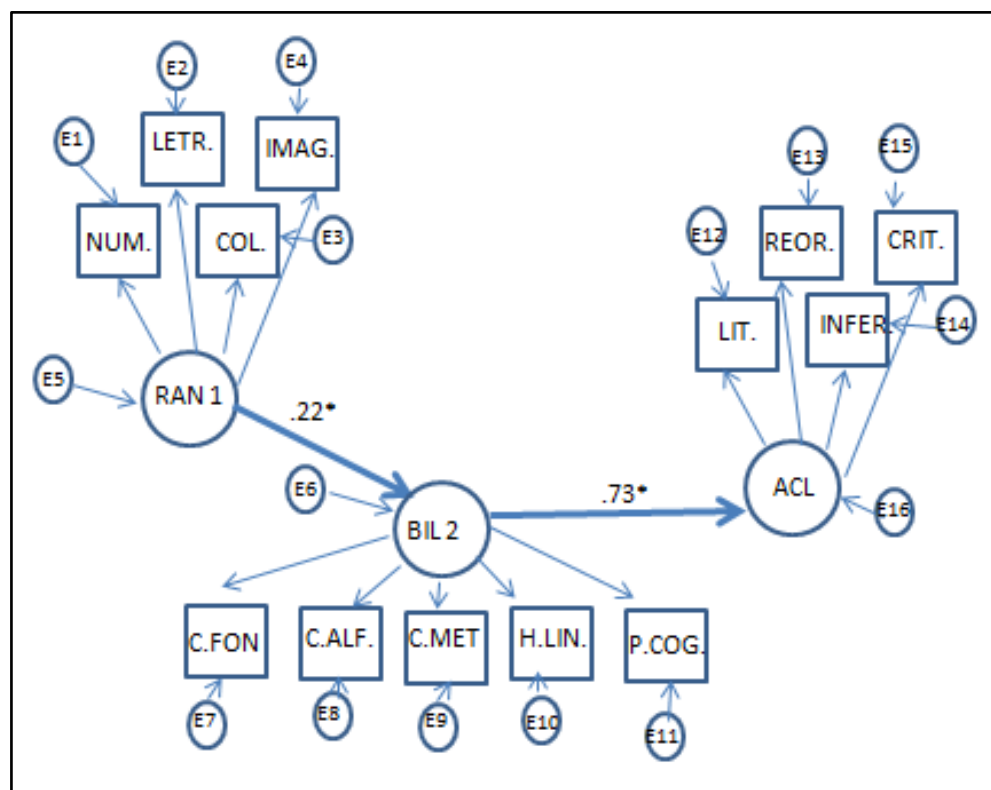 E4
E2
E1
LETR.
IMAG.
NUM.
COL.
E3
E5
RAN 1
.22*
E13
E15
E12
REOR.
CRIT.
LIT.
INFER.
E14
E6
.73*
ACL
E16
BIL 2
C.FON
C.ALF.
C.MET
H.LIN.
P.COG.
E7
E8
E9
E10
E11